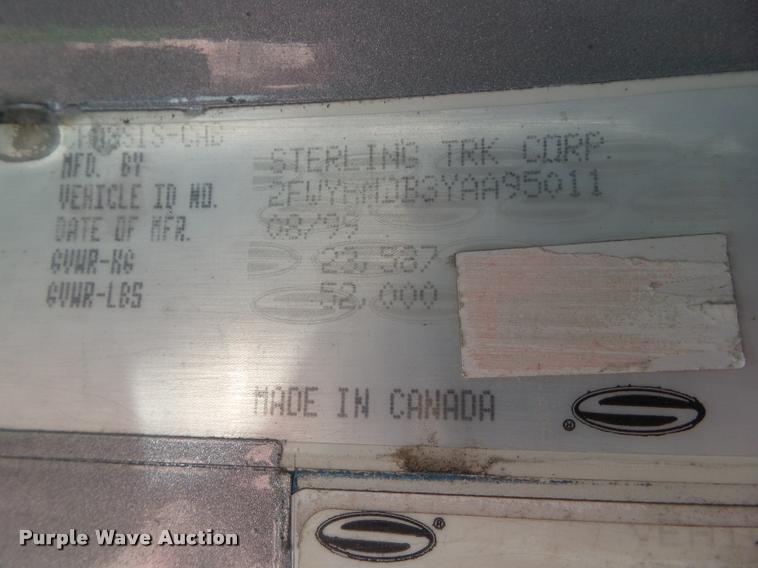 CHASSIS-CAB
MFD. BY STERLING TRK CORP.
VEHICLE ID NO.
DATE OF MFR. 08/99
GVWR-KG 23,587
GVWR-LBS 52,000
MADE IN CANADA
®
®
Purple Wave Auction